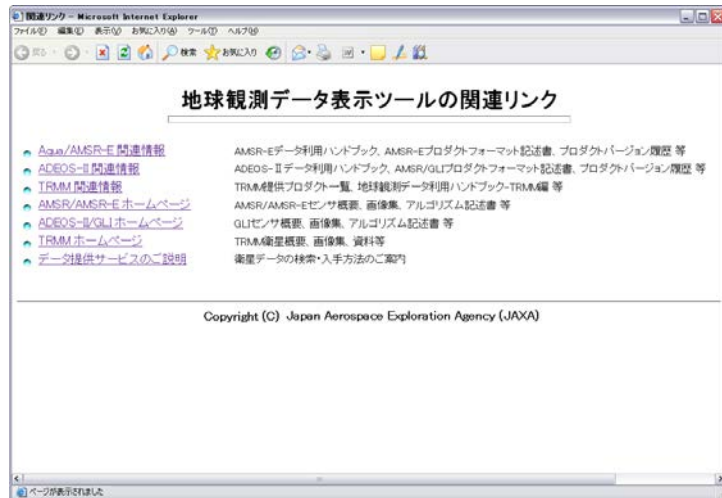 関連リンク - Microsoft Internet Explorer
ファイル(F) 編集(E) 表示(V) お気に入り(A) ツール(T) ヘルプ(H)
戻る 検索 お気に入り
地球観測データ表示ツールの関連リンク
Aqua/AMSR-E 関連情報 AMSR-Eデータ利用ハンドブック、AMSR-Eプロダクトフォーマット記述書、プロダクトバージョン履歴 等
ADEOS-II 関連情報 ADEOS-Ⅱデータ利用ハンドブック、AMSR/GLIプロダクトフォーマット記述書、プロダクトバージョン履歴 等
TRMM 関連情報 TRMM提供プロダクト一覧、地球観測データ利用ハンドブック-TRMM編 等
AMSR/AMSR-E ホームページ AMSR/AMSR-Eセンサ概要、画像集、アルゴリズム記述書 等
ADEOS-II/GLI ホームページ GLIセンサ概要、画像集、アルゴリズム記述書 等
TRMM ホームページ TRMM衛星概要、画像集、資料等
データ提供サービスのご説明 衛星データの検索・入手方法のご案内
Copyright (C) Japan Aerospace Exploration Agency (JAXA)
ページが表示されました